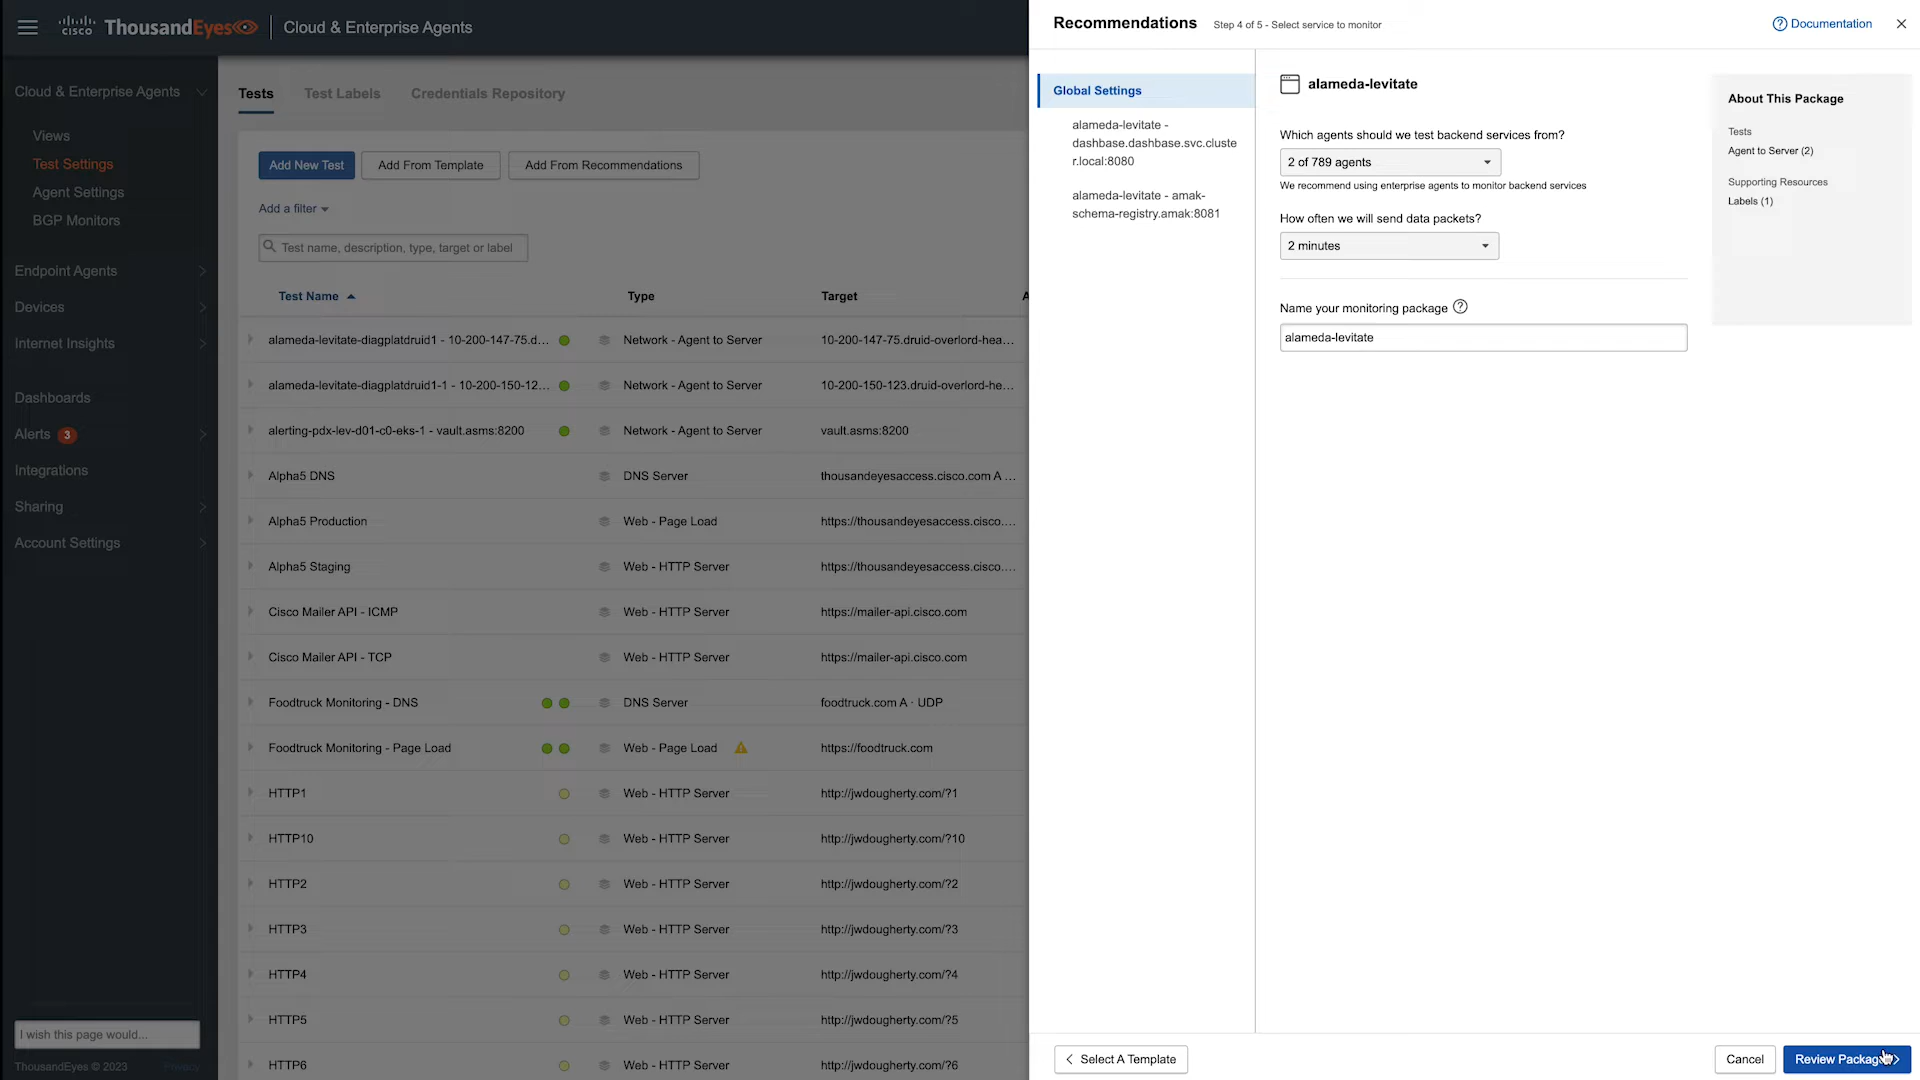 cisco ThousandEyes
Cloud & Enterprise Agents
Recommendations
Step 4 of 5 - Select service to monitor
Documentation
Cloud & Enterprise Agents
Views
Test Settings
Agent Settings
BGP Monitors
Endpoint Agents
Devices
Internet Insights
Dashboards
Alerts 3
Integrations
Sharing
Account Settings
I wish this page would...
ThousandEyes © 2023 Privacy
Tests
Test Labels
Credentials Repository
Add New Test
Add From Template
Add From Recommendations
Add a filter
Test name, description, type, target or label
Test Name Type Target A
alameda-levitate-diagplatdruid1 - 10-200-147-75.d... Network - Agent to Server 10-200-147-75.druid-overlord-hea...
alameda-levitate-diagplatdruid1-1 - 10-200-150-12... Network - Agent to Server 10-200-150-123.druid-overlord-he...
alerting-pdx-lev-d01-c0-eks-1 - vault.asms:8200 Network - Agent to Server vault.asms:8200
Alpha5 DNS DNS Server thousandeyesaccess.cisco.com A ...
Alpha5 Production Web - Page Load https://thousandeyesaccess.cisco....
Alpha5 Staging Web - HTTP Server https://thousandeyesaccess.cisco....
Cisco Mailer API - ICMP Web - HTTP Server https://mailer-api.cisco.com
Cisco Mailer API - TCP Web - HTTP Server https://mailer-api.cisco.com
Foodtruck Monitoring - DNS DNS Server foodtruck.com A · UDP
Foodtruck Monitoring - Page Load Web - Page Load https://foodtruck.com
HTTP1 Web - HTTP Server http://jwdougherty.com/?1
HTTP10 Web - HTTP Server http://jwdougherty.com/?10
HTTP2 Web - HTTP Server http://jwdougherty.com/?2
HTTP3 Web - HTTP Server http://jwdougherty.com/?3
HTTP4 Web - HTTP Server http://jwdougherty.com/?4
HTTP5 Web - HTTP Server http://jwdougherty.com/?5
HTTP6 Web - HTTP Server http://jwdougherty.com/?6
Global Settings
alameda-levitate -
dashbase.dashbase.svc.cluste
r.local:8080
alameda-levitate - amak-
schema-registry.amak:8081
alameda-levitate
Which agents should we test backend services from?
2 of 789 agents
We recommend using enterprise agents to monitor backend services
How often we will send data packets?
2 minutes
Name your monitoring package
alameda-levitate
About This Package
Tests
Agent to Server (2)
Supporting Resources
Labels (1)
Select A Template
Cancel
Review Package